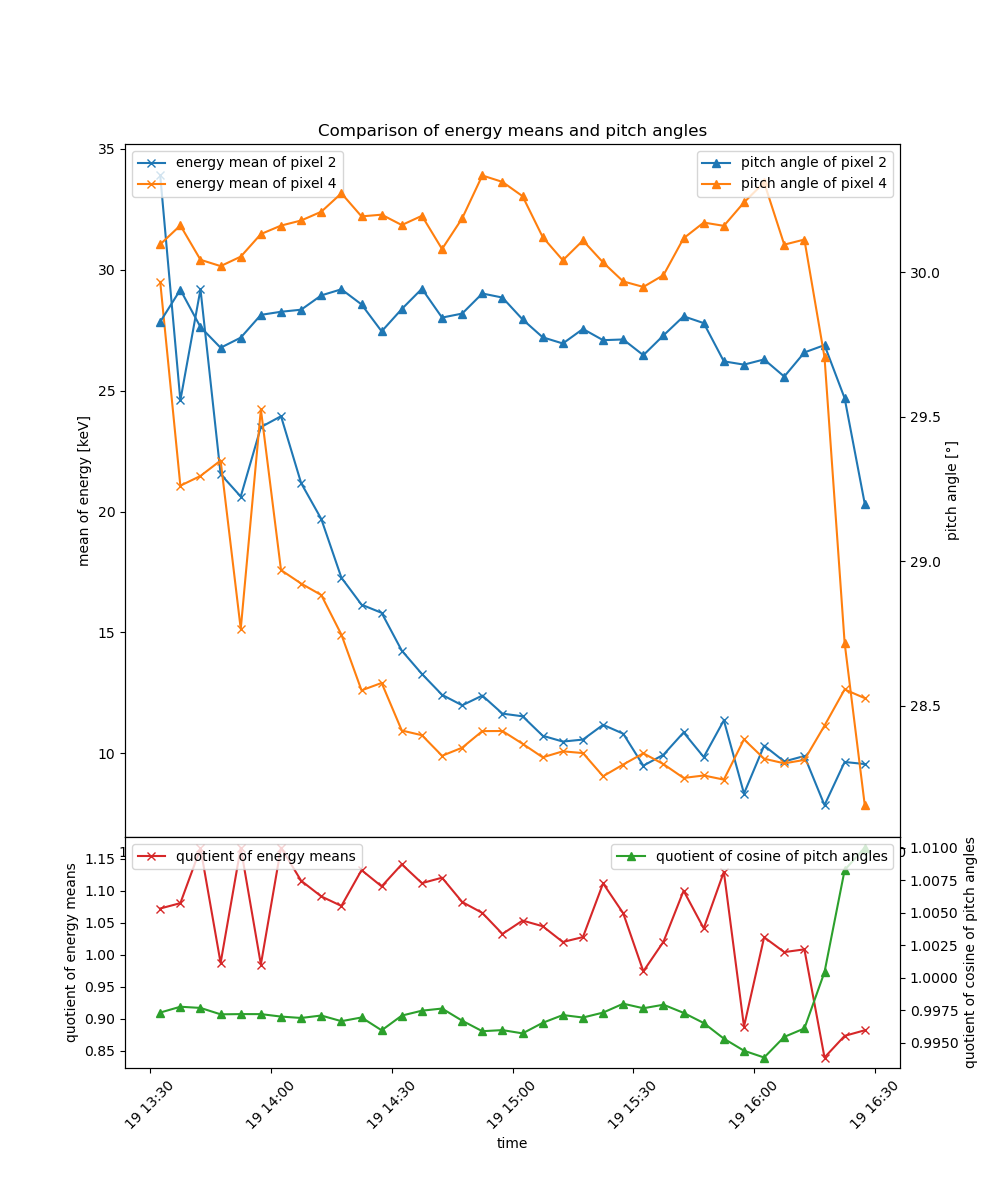 Comparison of energy means and pitch angles
energy mean of pixel 2
energy mean of pixel 4
pitch angle of pixel 2
pitch angle of pixel 4
35
30
25
20
15
10
mean of energy [keV]
30.0
29.5
29.0
28.5
pitch angle [°]
quotient of energy means
quotient of cosine of pitch angles
1.15
1.10
1.05
1.00
0.95
0.90
0.85
quotient of energy means
1.0100
1.0075
1.0050
1.0025
1.0000
0.9975
0.9950
quotient of cosine of pitch angles
19 13:30
19 14:00
19 14:30
19 15:00
19 15:30
19 16:00
19 16:30
time